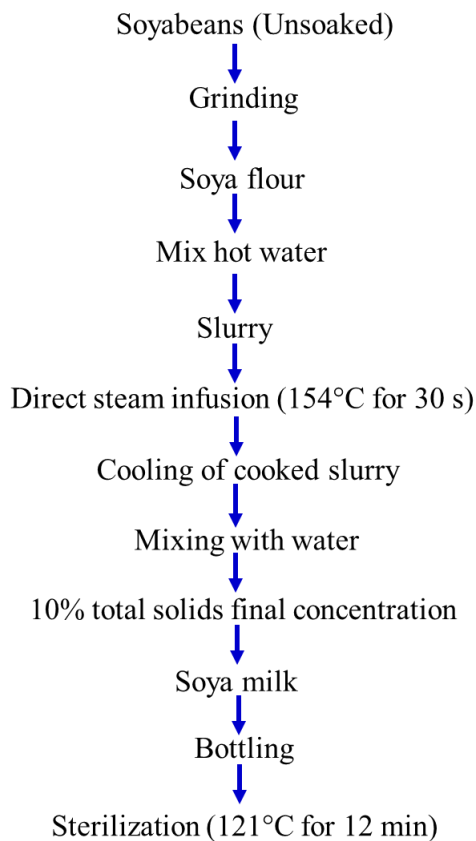 Soyabeans (Unsoaked)
Grinding
Soya flour
Mix hot water
Slurry
Direct steam infusion (154°C for 30 s)
Cooling of cooked slurry
Mixing with water
10% total solids final concentration
Soya milk
Bottling
Sterilization (121°C for 12 min)